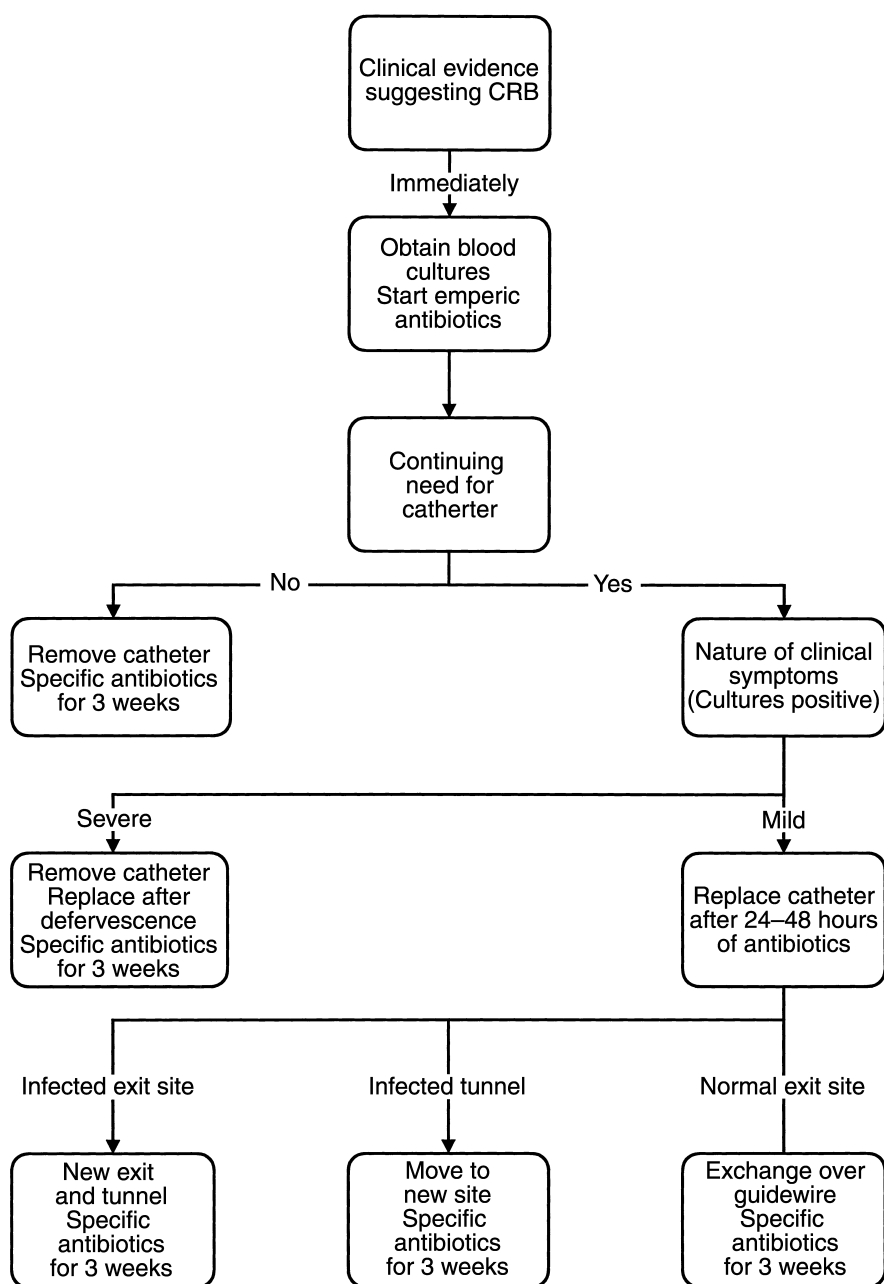 Clinical evidence
suggesting CRB
Immediately
Obtain blood
cultures
Start emperic
antibiotics
Continuing
need for
catherter
No
Yes
Remove catheter
Specific antibiotics
for 3 weeks
Nature of clinical
symptoms
(Cultures positive)
Severe
Mild
Remove catheter
Replace after
defervescence
Specific antibiotics
for 3 weeks
Replace catheter
after 24–48 hours
of antibiotics
Infected exit site
Infected tunnel
Normal exit site
New exit
and tunnel
Specific
antibiotics
for 3 weeks
Move to
new site
Specific
antibiotics
for 3 weeks
Exchange over
guidewire
Specific
antibiotics
for 3 weeks